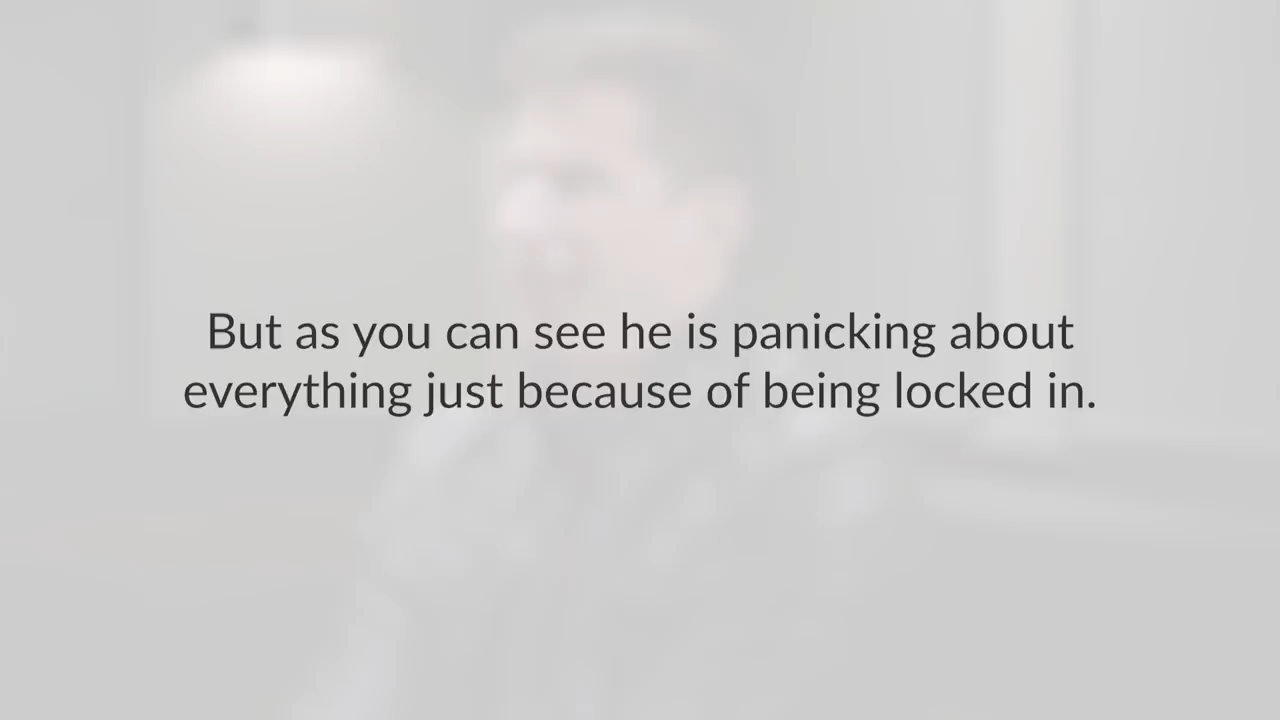 But as you can see he is panicking about
everything just because of being locked in.